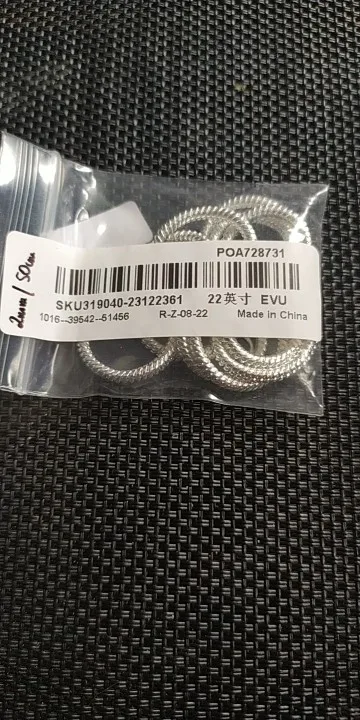 POA728731
SKU319040-23122361 22英寸 EVU
1016--39542--51456 R-Z-08-22 Made in China
2mm/50cm